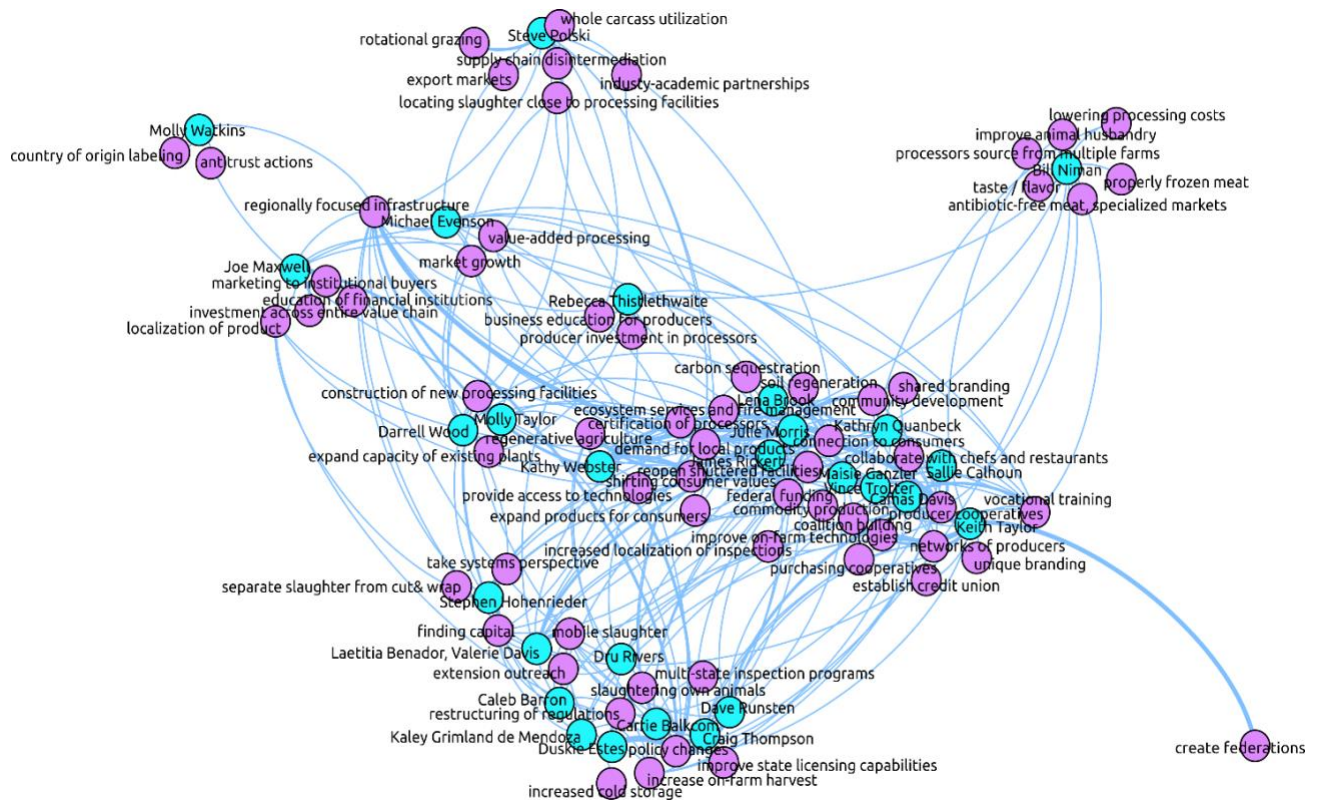 whole carcass utilization
Steve Polski
rotational grazing
supply chain disintermediation
export markets
industy-academic partnerships
locating slaughter close to processing facilities
Molly Watkins
country of origin labeling
antitrust actions
lowering processing costs
improve animal husbandry
processors source from multiple farms
Bill Niman
taste / flavor
properly frozen meat
antibiotic-free meat, specialized markets
regionally focused infrastructure
Michael Evenson
value-added processing
market growth
Joe Maxwell
marketing to institutional buyers
education of financial institutions
investment across entire value chain
localization of product
Rebecca Thistlethwaite
business education for producers
producer investment in processors
carbon sequestration
soil regeneration
shared branding
construction of new processing facilities
Lena Brook
community development
ecosystem services and fire management
Molly Taylor
certification of processors
Julie Morris
Kathryn Quanbeck
Darrell Wood
regenerative agriculture
connection to consumers
demand for local products
expand capacity of existing plants
James Rickert
collaborate with chefs and restaurants
Kathy Webster
reopen shuttered facilities
Maisie Ganzler
Sallie Calhoun
shifting consumer values
Vince Trotter
provide access to technologies
Federal funding
Camas Davis
vocational training
expand products for consumers
commodity production
producer cooperatives
coalition building
Keith Taylor
improve on-farm technologies
increased localization of inspections
networks of producers
purchasing cooperatives
unique branding
take systems perspective
establish credit union
separate slaughter from cut& wrap
Stephen Hohenrieder
finding capital
mobile slaughter
Laetitia Benador, Valerie Davis
Dru Rivers
extension outreach
multi-state inspection programs
slaughtering own animals
Caleb Barron
Dave Runsten
restructuring of regulations
Carrie Balkcom
Kaley Grimland de Mendoza
Craig Thompson
Duskie Estes
policy changes
create federations
improve state licensing capabilities
increase on-farm harvest
increased cold storage